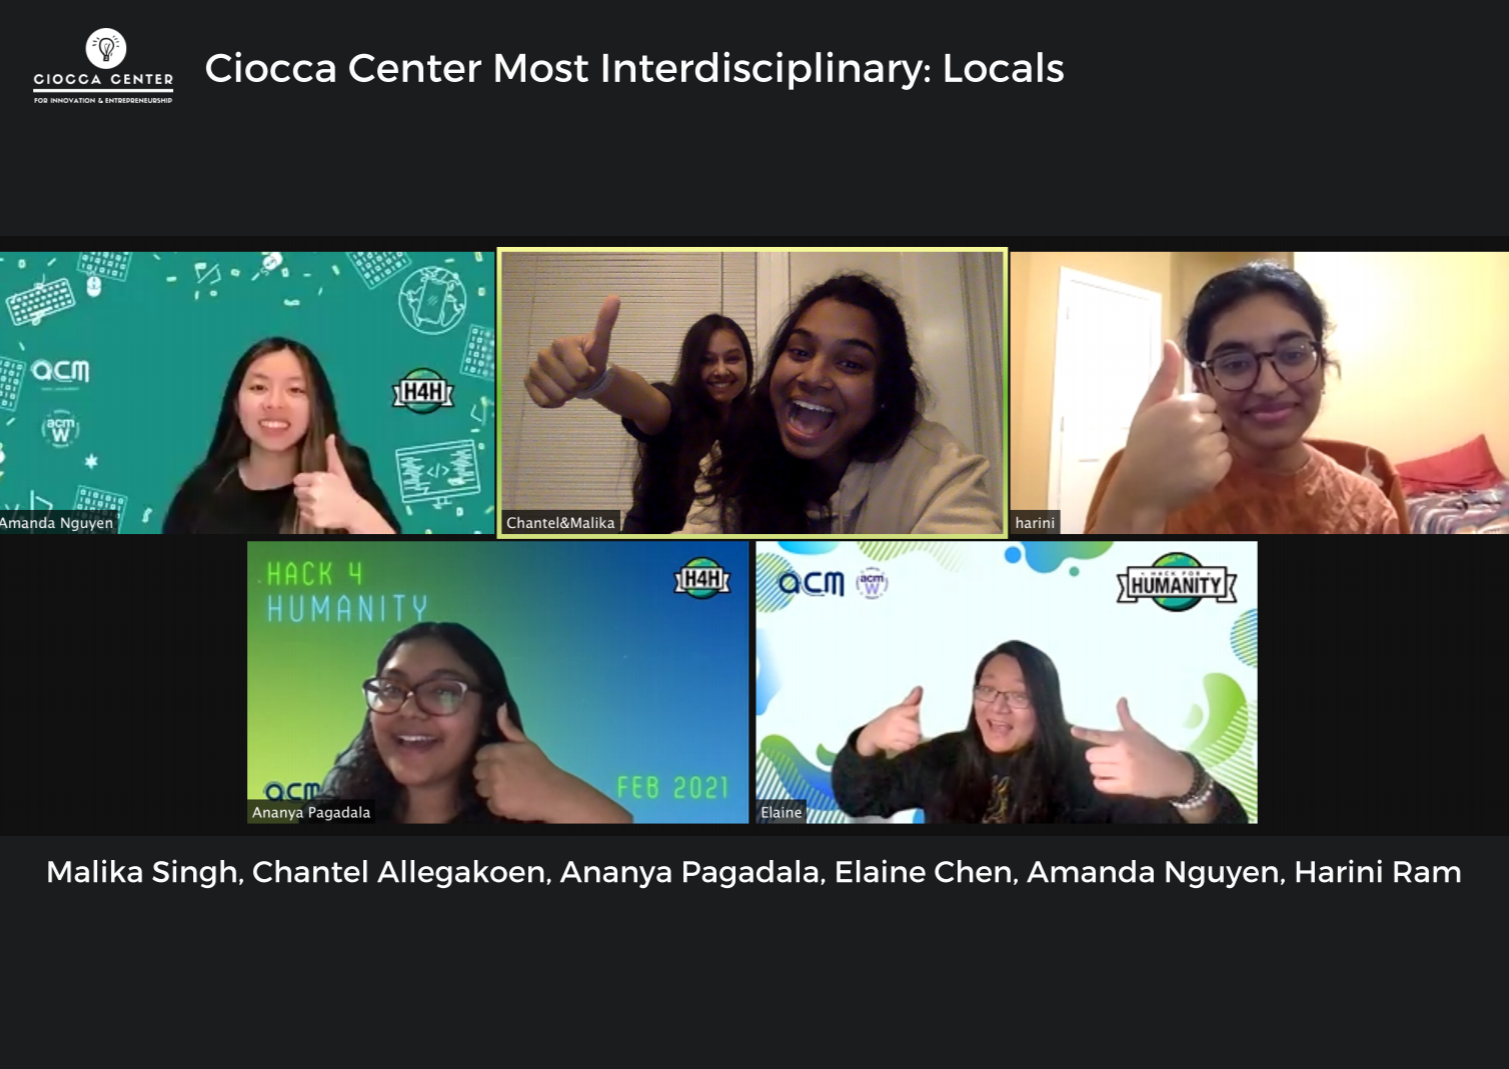 CIOCCA CENTER
FOR INNOVATION & ENTREPRENEURSHIP
Ciocca Center Most Interdisciplinary: Locals
acm
H4H
acm
W
</>
Amanda Nguyen
Chantel&Malika
harini
HACK 4
HUMANITY
H4H
acm
FEB 2021
Ananya Pagadala
acm
acm
W
HACK FOR
HUMANITY
Elaine
Malika Singh, Chantel Allegakoen, Ananya Pagadala, Elaine Chen, Amanda Nguyen, Harini Ram